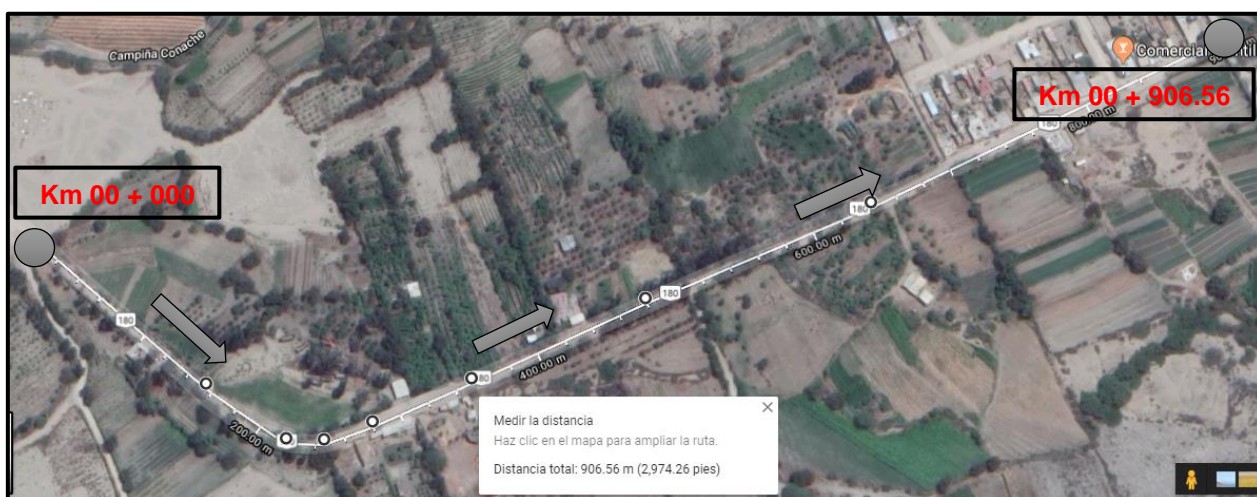 Campiña Conache
Comercial
Km 00 + 906.56
180
800.00 m
Km 00 + 000
180
600.00 m
180
180
80
400.00 m
200.00 m
Medir la distancia
Haz clic en el mapa para ampliar la ruta.
Distancia total: 906.56 m (2,974.26 pies)